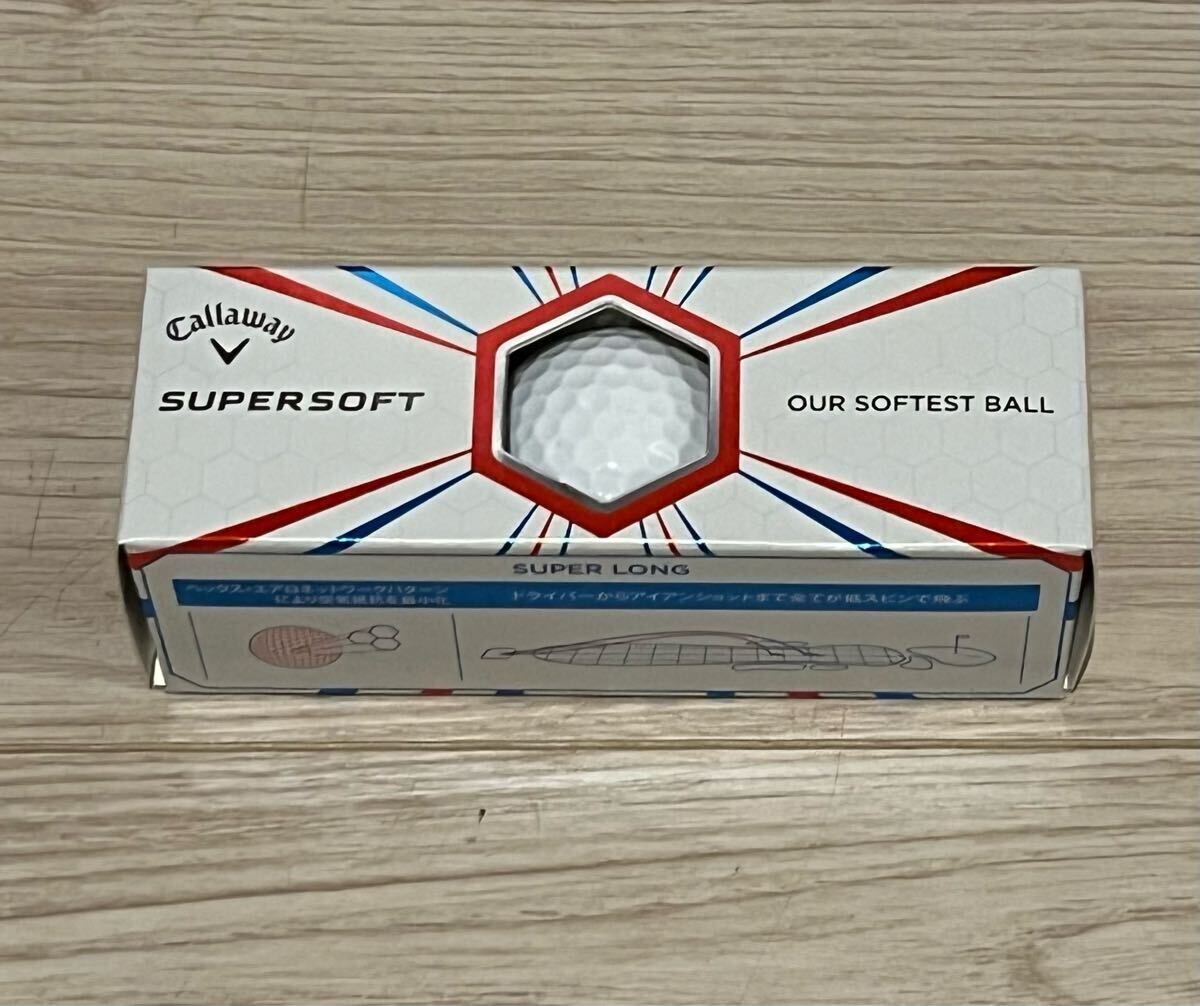 Callaway
SUPERSOFT
OUR SOFTEST BALL
SUPER LONG
ヘックス・エアロネットワークパターン
により空気抵抗を最小化
ドライバーからアイアンショットまで全てが低スピンで飛ぶ